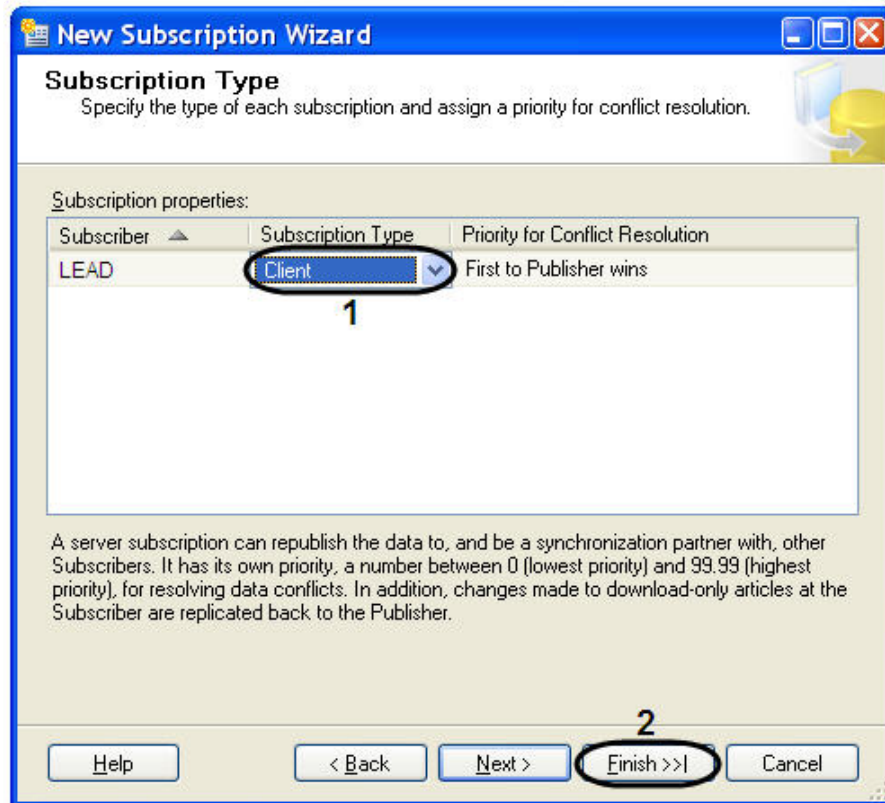 New Subscription Wizard
Subscription Type
Specify the type of each subscription and assign a priority for conflict resolution.
Subscription properties:
Subscriber Subscription Type Priority for Conflict Resolution
LEAD Client First to Publisher wins
1
A server subscription can republish the data to, and be a synchronization partner with, other
Subscribers. It has its own priority, a number between 0 (lowest priority) and 99.99 (highest
priority), for resolving data conflicts. In addition, changes made to download-only articles at the
Subscriber are replicated back to the Publisher.
2
Help < Back Next > Finish >>| Cancel